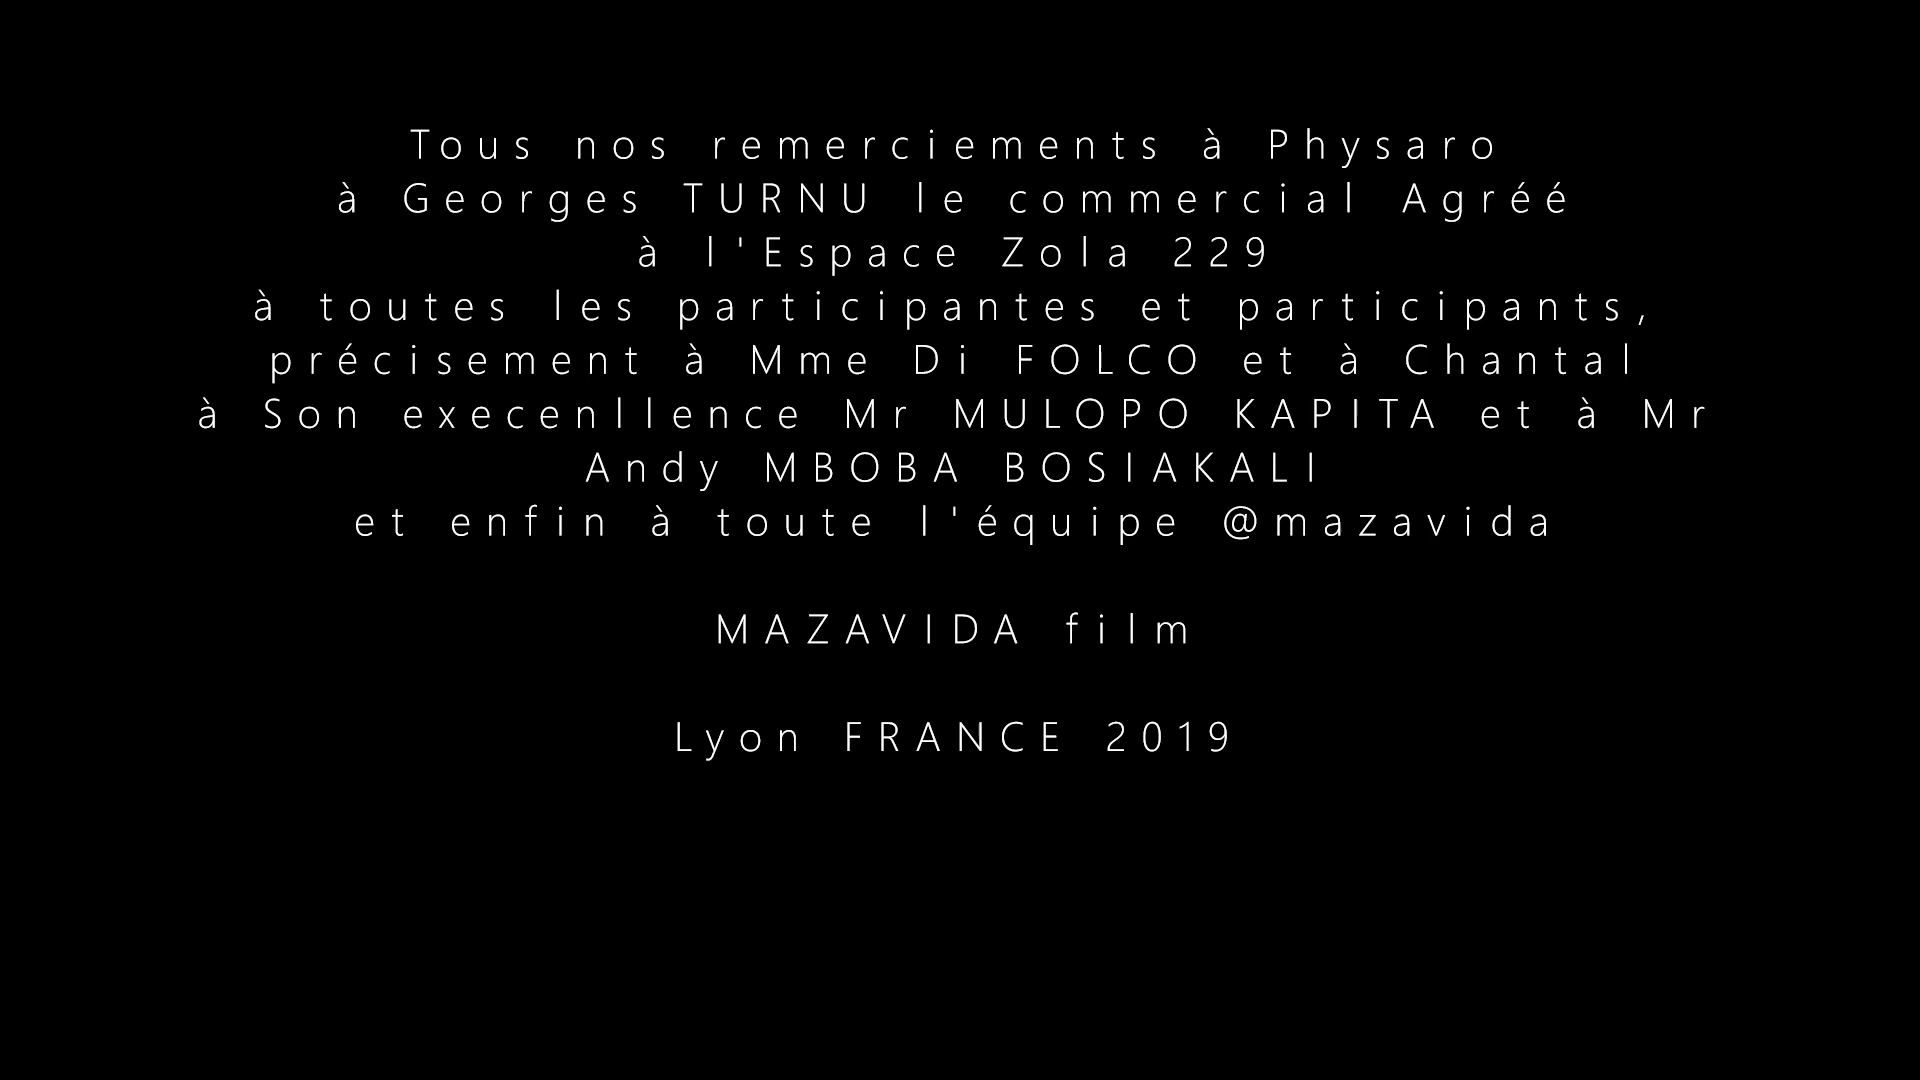 Tous nos remerciements à Physaro
à Georges TURNU le commercial Agréé
à l'Espace Zola 229
à toutes les participantes et participants,
précisement à Mme Di FOLCO et à Chantal
à Son execenllence Mr MULOPO KAPITA et à Mr
Andy MBOBA BOSIAKALI
et enfin à toute l'équipe @mazavida
MAZAVIDA film
Lyon FRANCE 2019